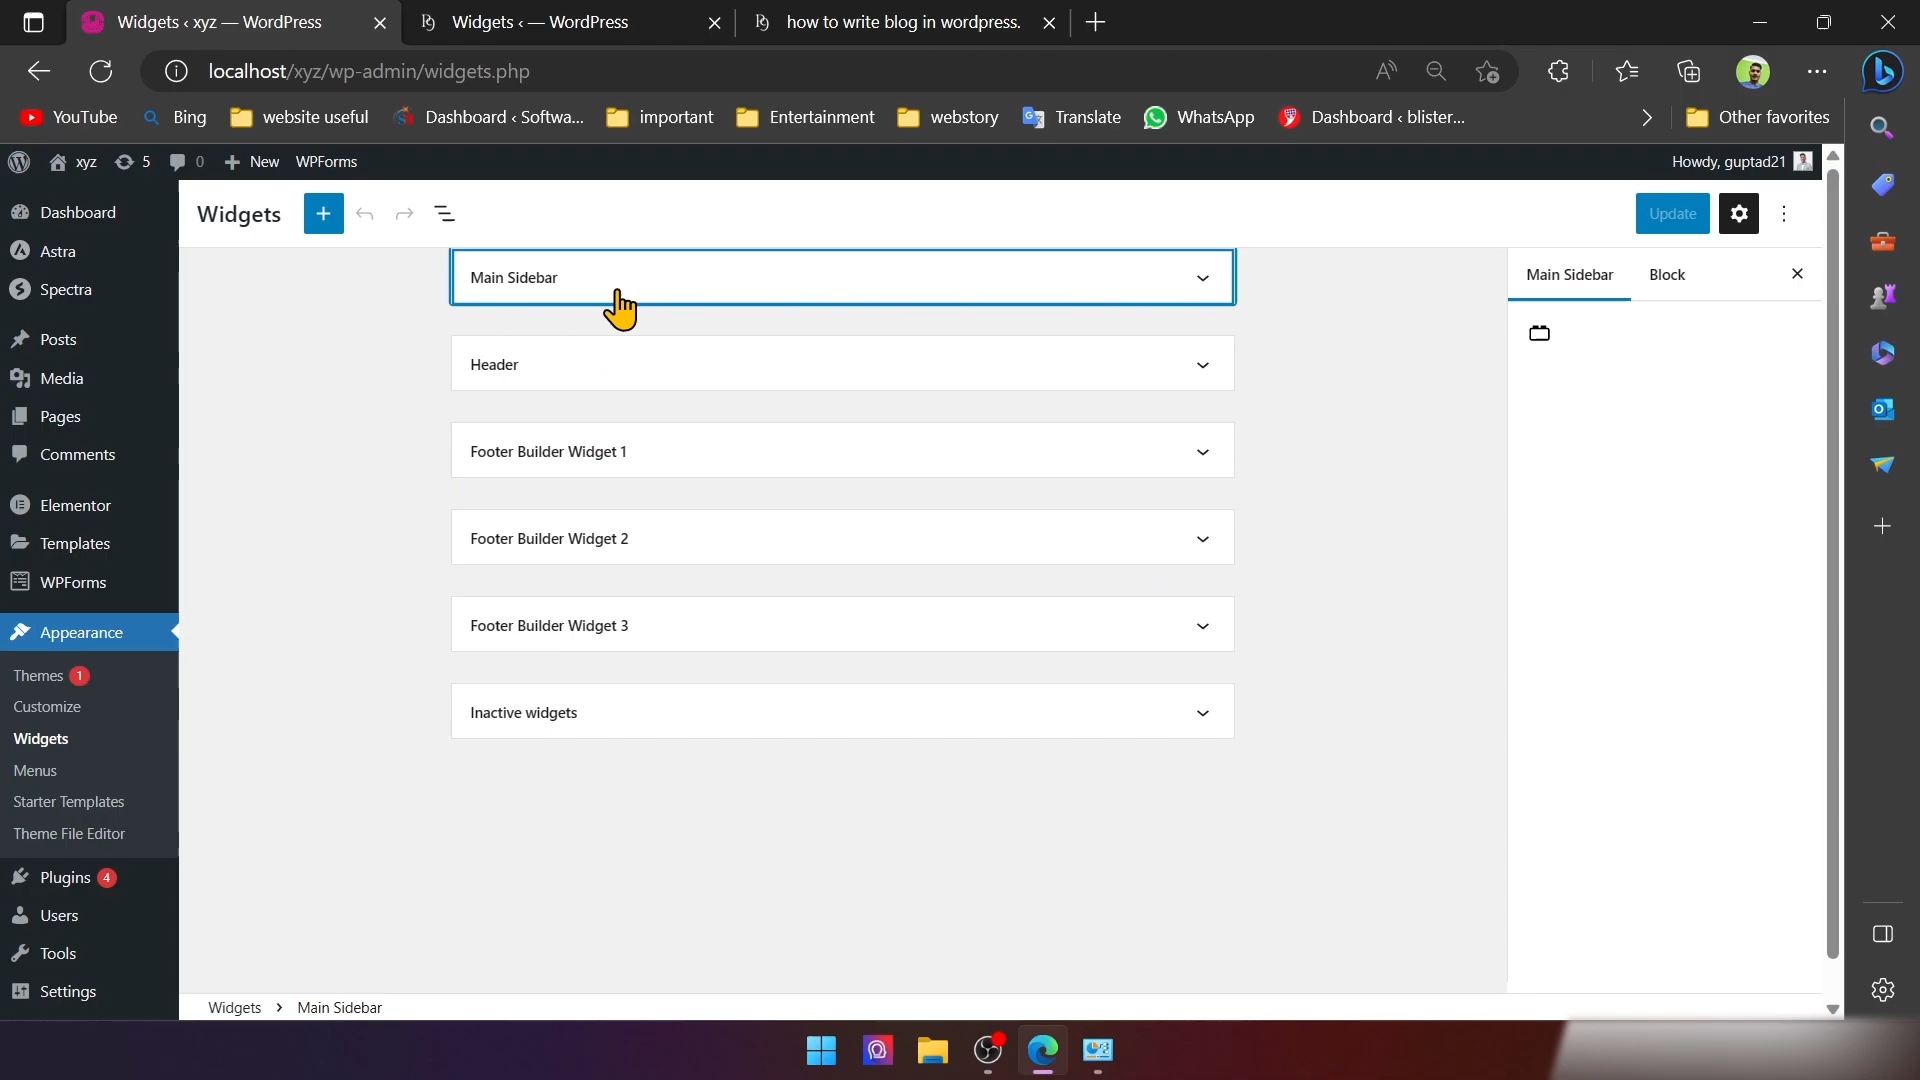 Widgets ‹ xyz — WordPress
Widgets ‹ — WordPress
how to write blog in wordpress.
localhost/xyz/wp-admin/widgets.php
YouTube
Bing
website useful
Dashboard ‹ Softwa...
important
Entertainment
webstory
Translate
WhatsApp
Dashboard ‹ blister...
Other favorites
xyz
5
0
New
WPForms
Howdy, guptad21
Dashboard
Astra
Spectra
Posts
Media
Pages
Comments
Elementor
Templates
WPForms
Appearance
Themes 1
Customize
Widgets
Menus
Starter Templates
Theme File Editor
Plugins 4
Users
Tools
Settings
Widgets
Update
Main Sidebar
Header
Footer Builder Widget 1
Footer Builder Widget 2
Footer Builder Widget 3
Inactive widgets
Main Sidebar
Block
Widgets › Main Sidebar